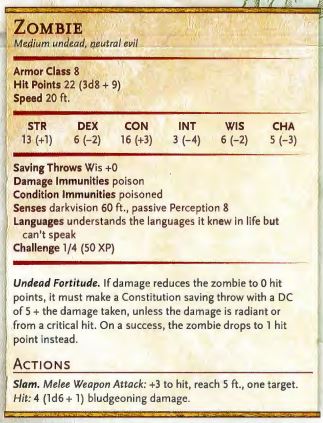 ZOMBIE
Medium undead, neutral evil
Armor Class 8
Hit Points 22 (3d8 + 9)
Speed 20 ft.
STR DEX CON INT WIS CHA
13 (+1) 6 (−2) 16 (+3) 3 (−4) 6 (−2) 5 (−3)
Saving Throws Wis +0
Damage Immunities poison
Condition Immunities poisoned
Senses darkvision 60 ft., passive Perception 8
Languages understands the languages it knew in life but
can't speak
Challenge 1/4 (50 XP)
Undead Fortitude. If damage reduces the zombie to 0 hit
points, it must make a Constitution saving throw with a DC
of 5 + the damage taken, unless the damage is radiant or
from a critical hit. On a success, the zombie drops to 1 hit
point instead.
ACTIONS
Slam. Melee Weapon Attack: +3 to hit, reach 5 ft., one target.
Hit: 4 (1d6 + 1) bludgeoning damage.